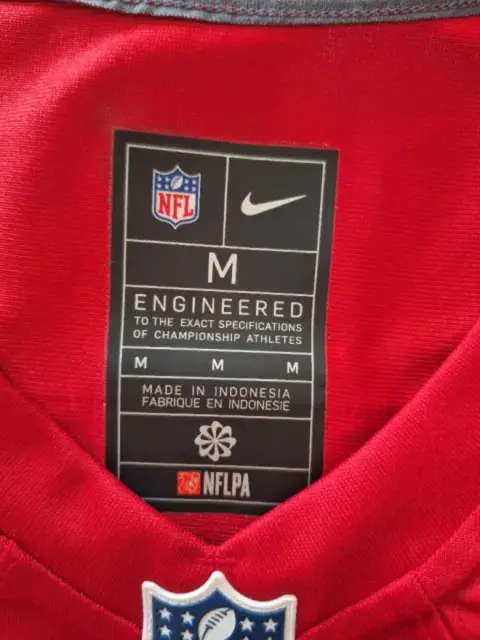 NFL
M
ENGINEERED
TO THE EXACT SPECIFICATIONS
OF CHAMPIONSHIP ATHLETES
M M M
MADE IN INDONESIA
FABRIQUE EN INDONESIE
NFLPA